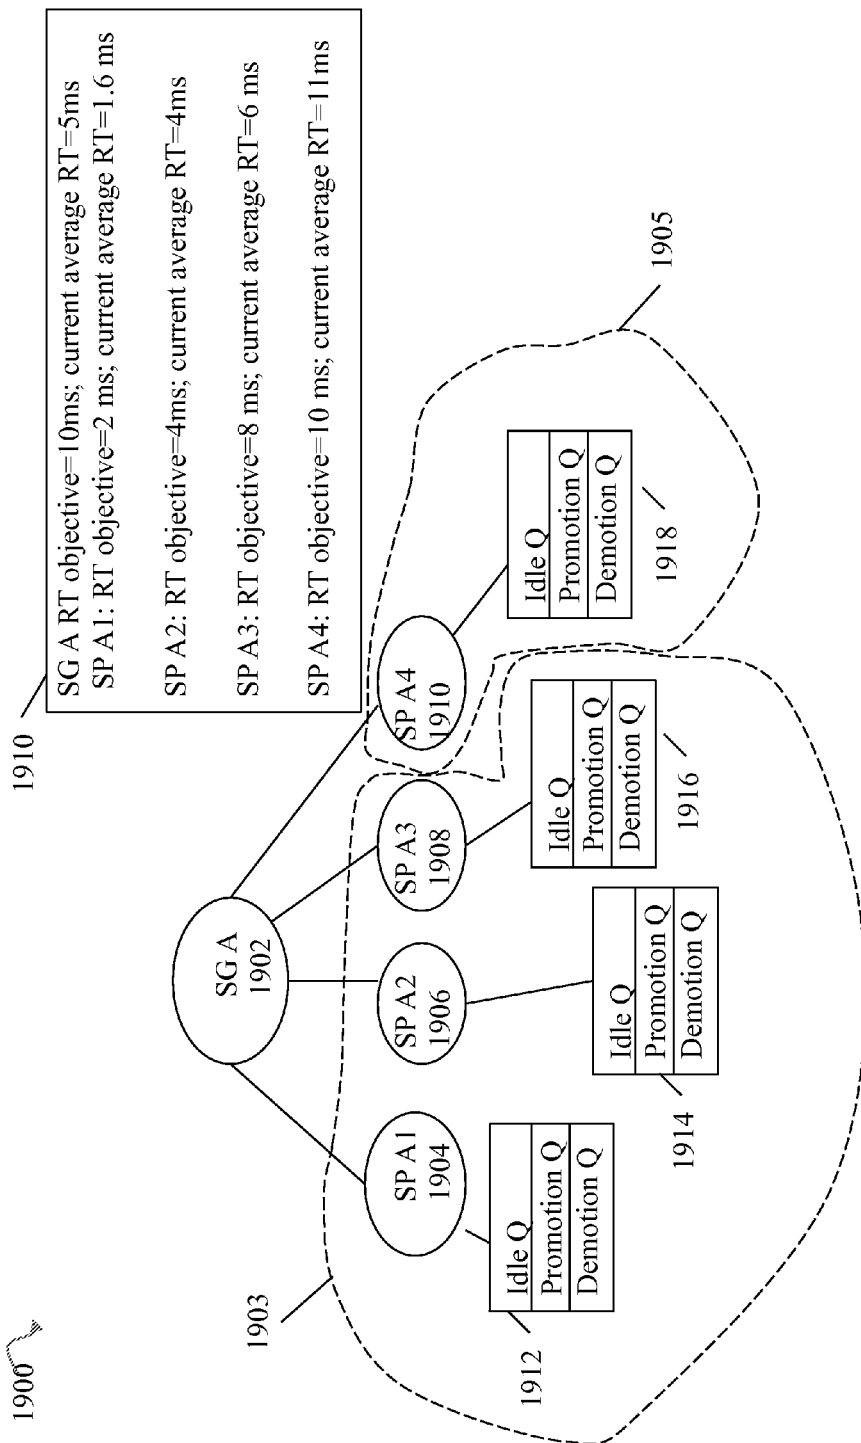 1900
1910
SG A RT objective=10ms; current average RT=5ms
SP A1: RT objective=2 ms; current average RT=1.6 ms
SP A2: RT objective=4ms; current average RT=4ms
SP A3: RT objective=8 ms; current average RT=6 ms
SP A4: RT objective=10 ms; current average RT=11ms
SG A
1902
1903
1905
SP A1
1904
SP A2
1906
SP A3
1908
SP A4
1910
Idle Q
Promotion Q
Demotion Q
1912
Idle Q
Promotion Q
Demotion Q
1914
Idle Q
Promotion Q
Demotion Q
1916
Idle Q
Promotion Q
Demotion Q
1918